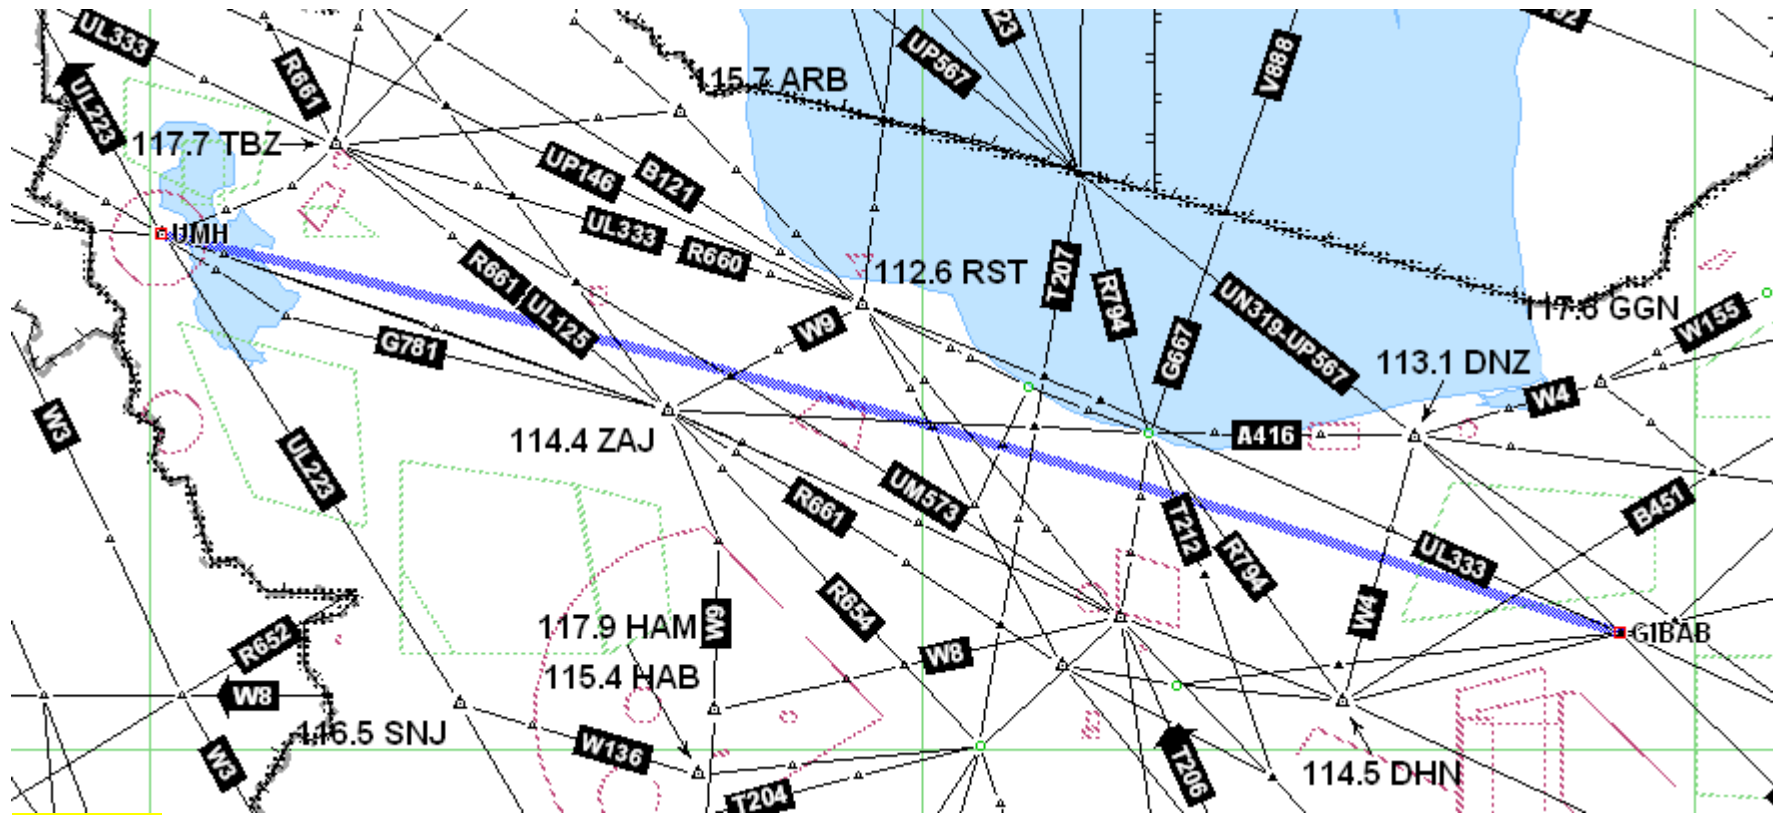 UL333
R661
UL223
117.7 TBZ
UMH
115.7 ARB
UP567
V888
UP146
B121
UL333
R660
R661
UL125
G781
W9
112.6 RST
T207
R794
G667
UN319-UP567
GGN
W155
113.1 DNZ
W4
A416
114.4 ZAJ
W3
UL223
UM573
R661
T212
R794
B451
UL333
W4
GIBAB
R654
W9
117.9 HAM
115.4 HAB
W8
R652
W8
116.5 SNJ
W3
W136
T204
T206
114.5 DHN